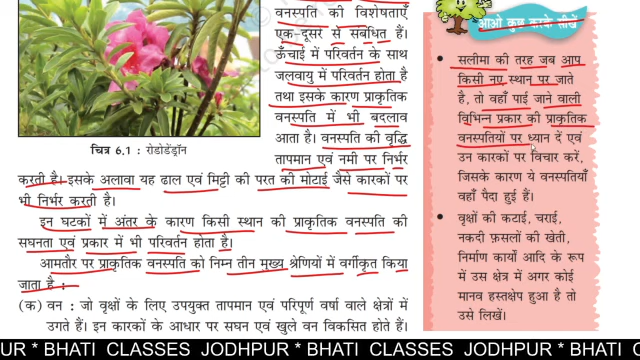 वनस्पति की विशेषताएँ
एक-दूसरे से संबंधित हैं।
ऊँचाई में परिवर्तन के साथ
जलवायु में परिवर्तन होता है
तथा इसके कारण प्राकृतिक
वनस्पति में भी बदलाव
आता है। वनस्पति की वृद्धि
तापमान एवं नमी पर निर्भर
चित्र 6.1 : रोडोडेंड्रॉन
करती है। इसके अलावा यह ढाल एवं मिट्टी की परत की मोटाई जैसे कारकों पर
भी निर्भर करती है।
इन घटकों में अंतर के कारण किसी स्थान की प्राकृतिक वनस्पति की
सघनता एवं प्रकार में भी परिवर्तन होता है।
आमतौर पर प्राकृतिक वनस्पति को निम्न तीन मुख्य श्रेणियों में वर्गीकृत किया
जाता है :
(क) वन : जो वृक्षों के लिए उपयुक्त तापमान एवं परिपूर्ण वर्षा वाले क्षेत्रों में
उगते हैं। इन कारकों के आधार पर सघन एवं खुले वन विकसित होते हैं।
आओ कुछ करके सीखें
• सलीमा की तरह जब आप
किसी नए स्थान पर जाते
है, तो वहाँ पाई जाने वाली
विभिन्न प्रकार की प्राकृतिक
वनस्पतियों पर ध्यान दें एवं
उन कारकों पर विचार करें,
जिसके कारण ये वनस्पतियाँ
वहाँ पैदा हुई हैं।
• वृक्षों की कटाई, चराई,
नकदी फ़सलों की खेती,
निर्माण कार्यों आदि के रूप
में उस क्षेत्र में अगर कोई
मानव हस्तक्षेप हुआ है तो
उसे लिखें।
UR * BHATI CLASSES JODHPUR * BHATI CLASSES JODHPUR * BHATI